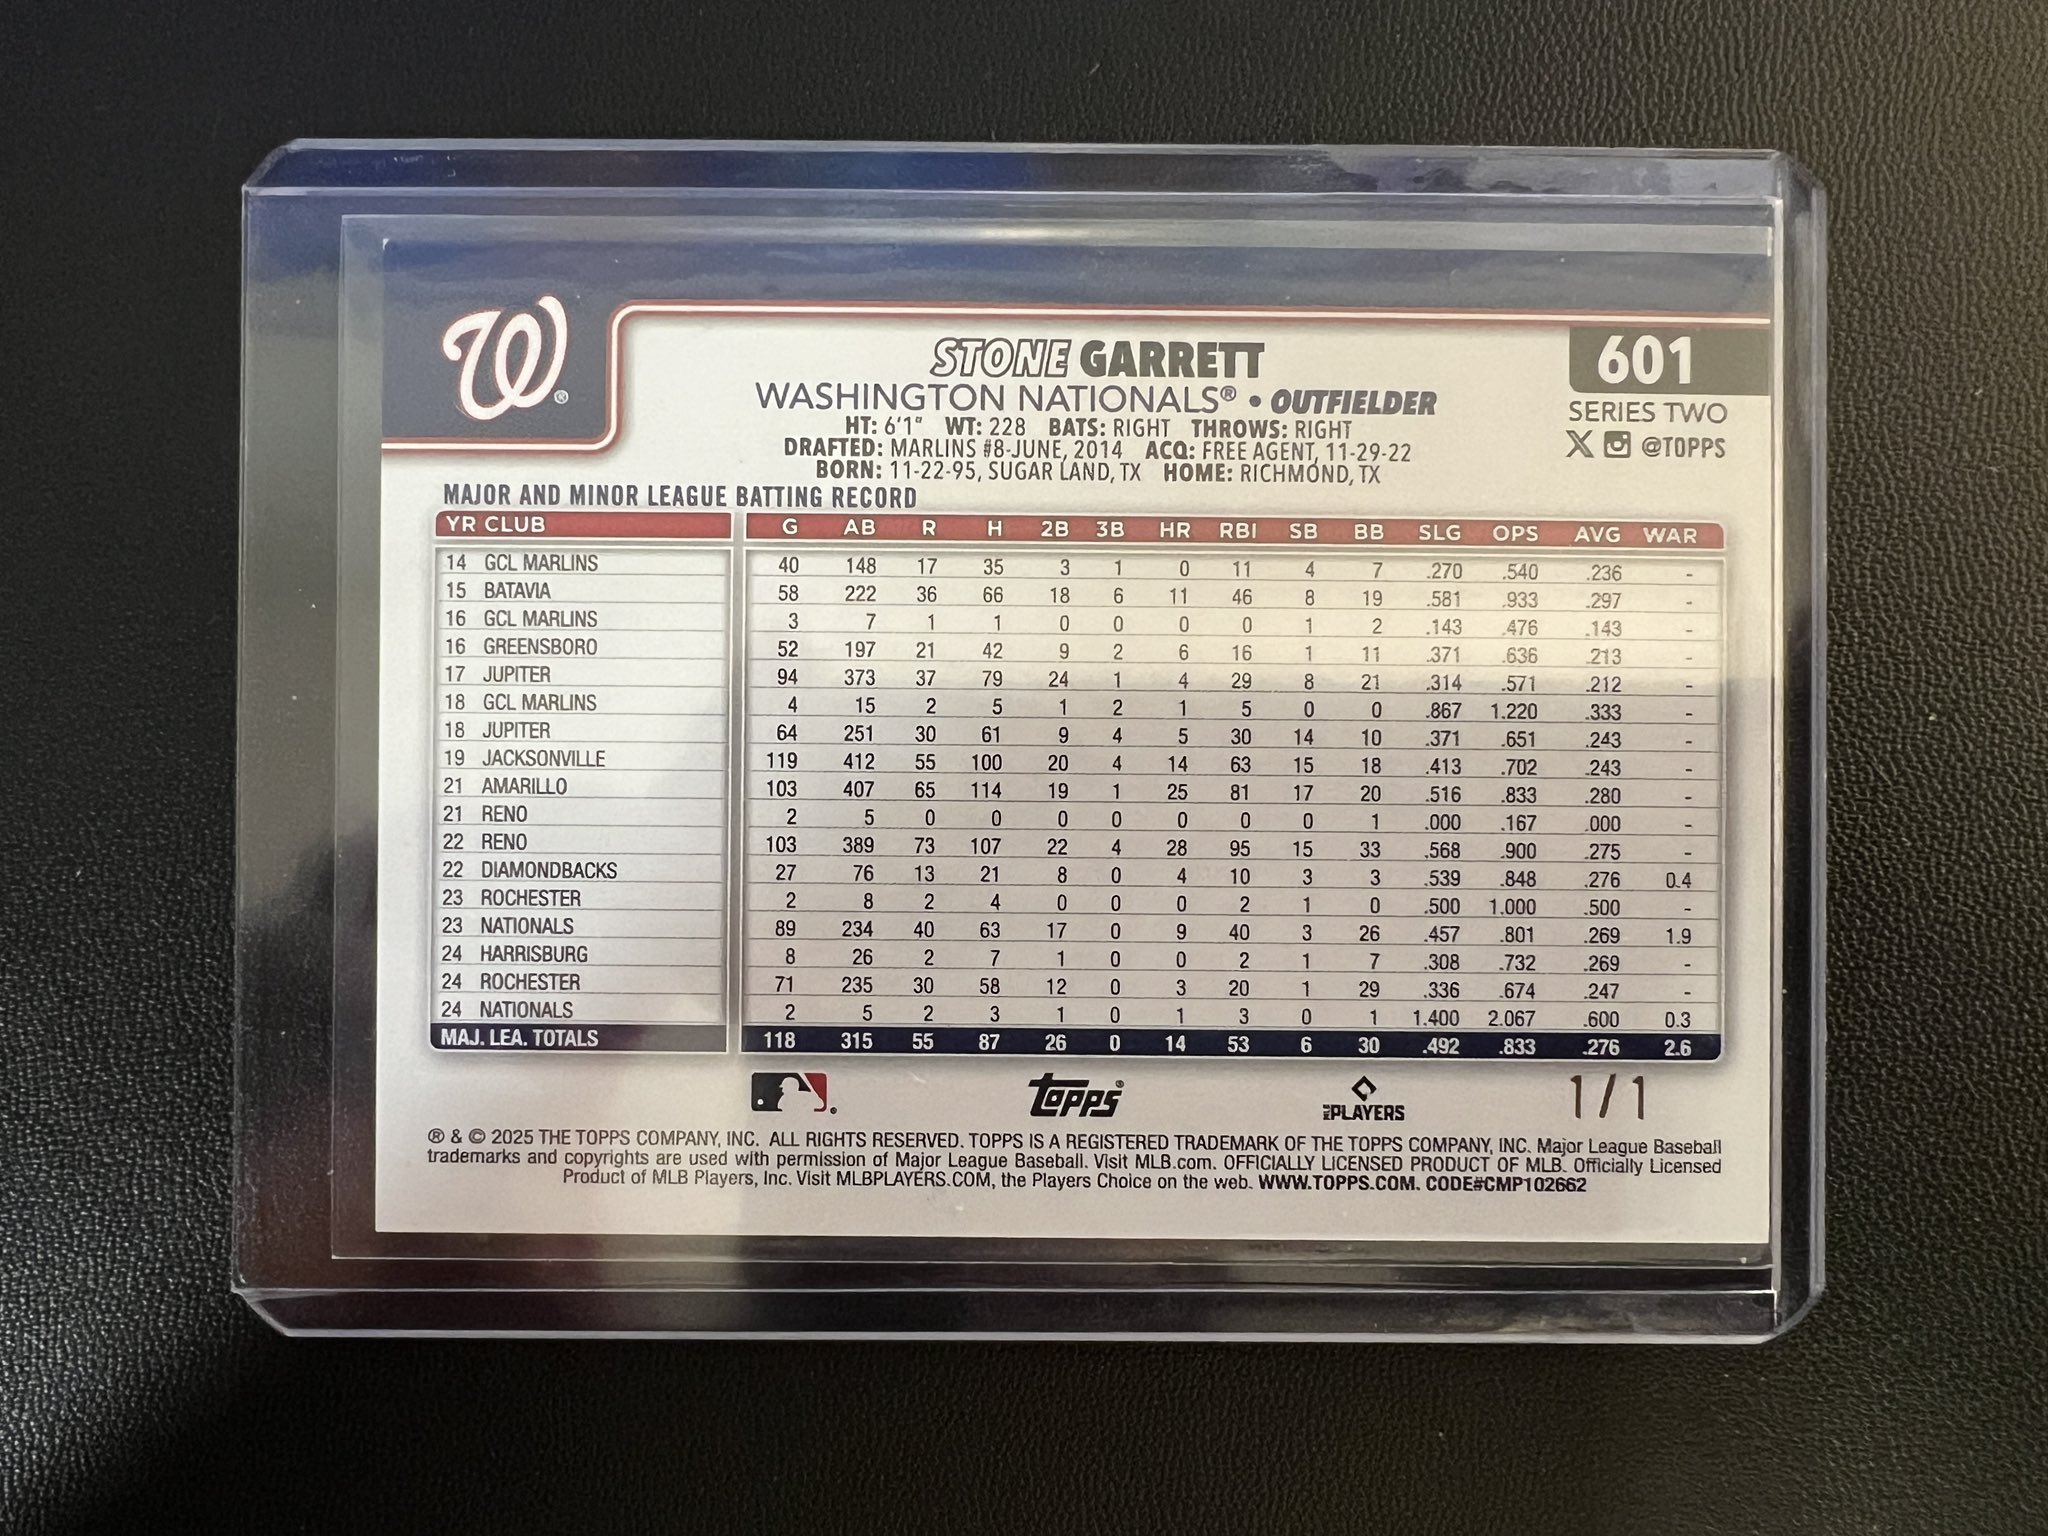 W®
STONE GARRETT
601
WASHINGTON NATIONALS® • OUTFIELDER
SERIES TWO
HT: 6'1" WT: 228 BATS: RIGHT THROWS: RIGHT
DRAFTED: MARLINS #8-JUNE, 2014 ACQ: FREE AGENT, 11-29-22
X @TOPPS
BORN: 11-22-95, SUGAR LAND, TX HOME: RICHMOND, TX
MAJOR AND MINOR LEAGUE BATTING RECORD
YR CLUB G AB R H 2B 3B HR RBI SB BB SLG OPS AVG WAR
14 GCL MARLINS 40 148 17 35 3 1 0 11 4 7 .270 .540 .236 -
15 BATAVIA 58 222 36 66 18 6 11 46 8 19 .581 .933 .297 -
16 GCL MARLINS 3 7 1 1 0 0 0 0 1 2 .143 .476 .143 -
16 GREENSBORO 52 197 21 42 9 2 6 16 1 11 .371 .636 .213 -
17 JUPITER 94 373 37 79 24 1 4 29 8 21 .314 .571 .212 -
18 GCL MARLINS 4 15 2 5 1 2 1 5 0 0 .867 1.220 .333 -
18 JUPITER 64 251 30 61 9 4 5 30 14 10 .371 .651 .243 -
19 JACKSONVILLE 119 412 55 100 20 4 14 63 15 18 .413 .702 .243 -
21 AMARILLO 103 407 65 114 19 1 25 81 17 20 .516 .833 .280 -
21 RENO 2 5 0 0 0 0 0 0 0 1 .000 .167 .000 -
22 RENO 103 389 73 107 22 4 28 95 15 33 .568 .900 .275 -
22 DIAMONDBACKS 27 76 13 21 8 0 4 10 3 3 .539 .848 .276 0.4
23 ROCHESTER 2 8 2 4 0 0 0 2 1 0 .500 1.000 .500 -
23 NATIONALS 89 234 40 63 17 0 9 40 3 26 .457 .801 .269 1.9
24 HARRISBURG 8 26 2 7 1 0 0 2 1 7 .308 .732 .269 -
24 ROCHESTER 71 235 30 58 12 0 3 20 1 29 .336 .674 .247 -
24 NATIONALS 2 5 2 3 1 0 1 3 0 1 1.400 2.067 .600 0.3
MAJ. LEA. TOTALS 118 315 55 87 26 0 14 53 6 30 .492 .833 .276 2.6
Topps® MLB PLAYERS 1/1
® & © 2025 THE TOPPS COMPANY, INC. ALL RIGHTS RESERVED. TOPPS IS A REGISTERED TRADEMARK OF THE TOPPS COMPANY, INC. Major League Baseball
trademarks and copyrights are used with permission of Major League Baseball. Visit MLB.com. OFFICIALLY LICENSED PRODUCT OF MLB. Officially Licensed
Product of MLB Players, Inc. Visit MLBPLAYERS.COM, the Players Choice on the web. WWW.TOPPS.COM. CODE#CMP102662